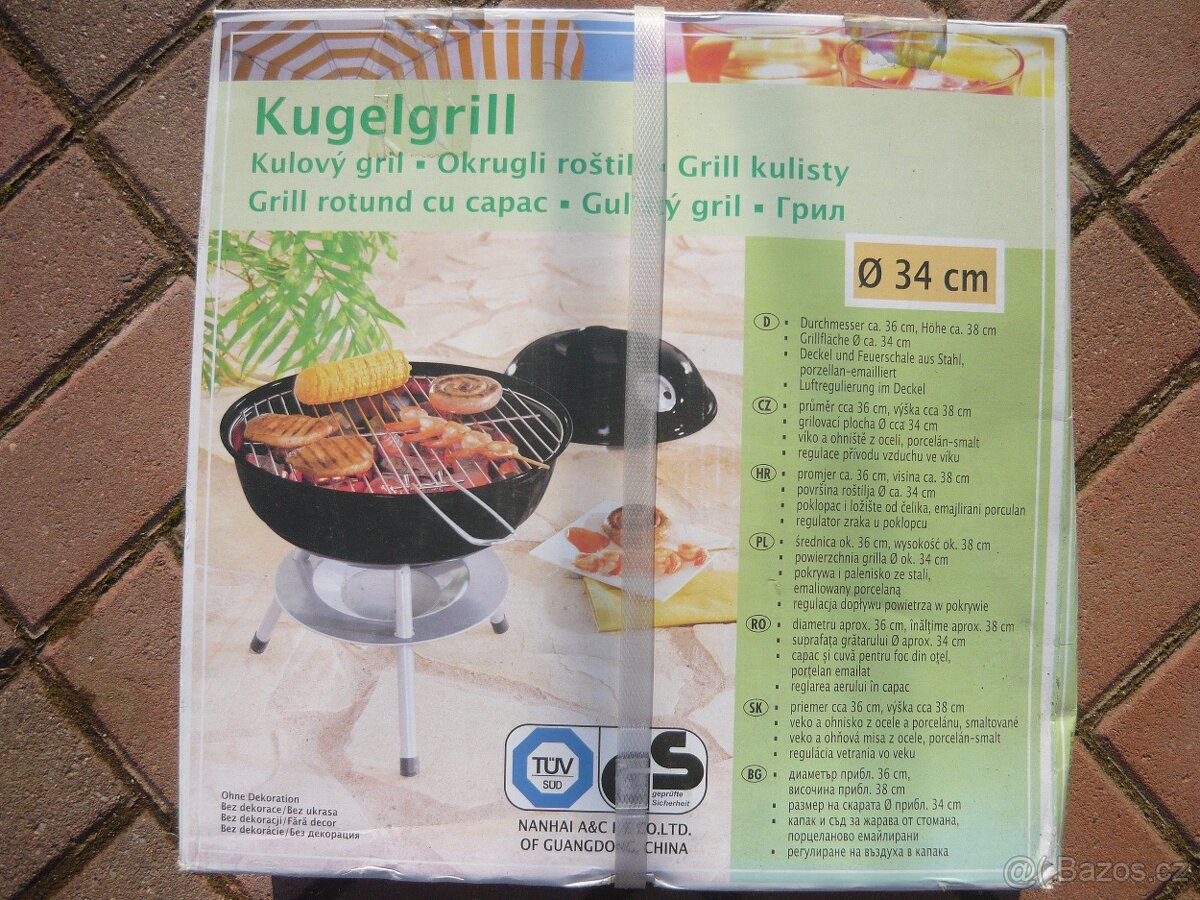 Kugelgrill
Kulový gril ▪ Okrugli roštil ▪ Grill kulisty
Grill rotund cu capac ▪ gril ▪ Грил
Ø 34 cm
D ▪ Durchmesser ca. 36 cm, Höhe ca. 38 cm
▪ Grillfläche Ø ca. 34 cm
▪ Deckel und Feuerschale aus Stahl,
porzellan-emailliert
▪ Luftregulierung im Deckel
CZ ▪ průměr cca 36 cm, výška cca 38 cm
▪ grilovací plocha Ø cca 34 cm
▪ víko a ohniště z oceli, porcelán-smalt
▪ regulace přívodu vzduchu ve víku
HR ▪ promjer ca. 36 cm, visina ca. 38 cm
▪ površina roštilja Ø ca. 34 cm
▪ poklopac i ložište od čelika, emajlirani porculan
▪ regulator zraka u poklopcu
PL ▪ średnica ok. 36 cm, wysokość ok. 38 cm
▪ powierzchnia grilla Ø ok. 34 cm
▪ pokrywa i palenisko ze stali,
emaliowany porcelaną
▪ regulacja dopływu powietrza w pokrywie
RO ▪ diametru aprox. 36 cm, înălțime aprox. 38 cm
▪ suprafața grătarului Ø aprox. 34 cm
▪ capac și cuvă pentru foc din oțel,
porțelan emailat
▪ reglarea aerului în capac
SK ▪ priemer cca 36 cm, výška cca 38 cm
▪ veko a ohnisko z ocele a porcelánu, smaltované
▪ veko a ohňová misa z ocele, porcelán-smalt
▪ regulácia vetrania vo veku
BG ▪ диаметър прибл. 36 cm,
височина прибл. 38 cm
▪ размер на скарата Ø прибл. 34 cm
▪ капак и съд за жарава от стомана,
порцеланово емайлирани
▪ регулиране на въздуха в капака
TÜV
SÜD
GS
geprüfte
Sicherheit
NANHAI A&C CO.LTD.
OF GUANGDONG, CHINA
Ohne Dekoration
Bez dekorace/Bez ukrasa
Bez dekoracji/Fără decor
Bez dekorácie/Без декорация
Bazos.cz